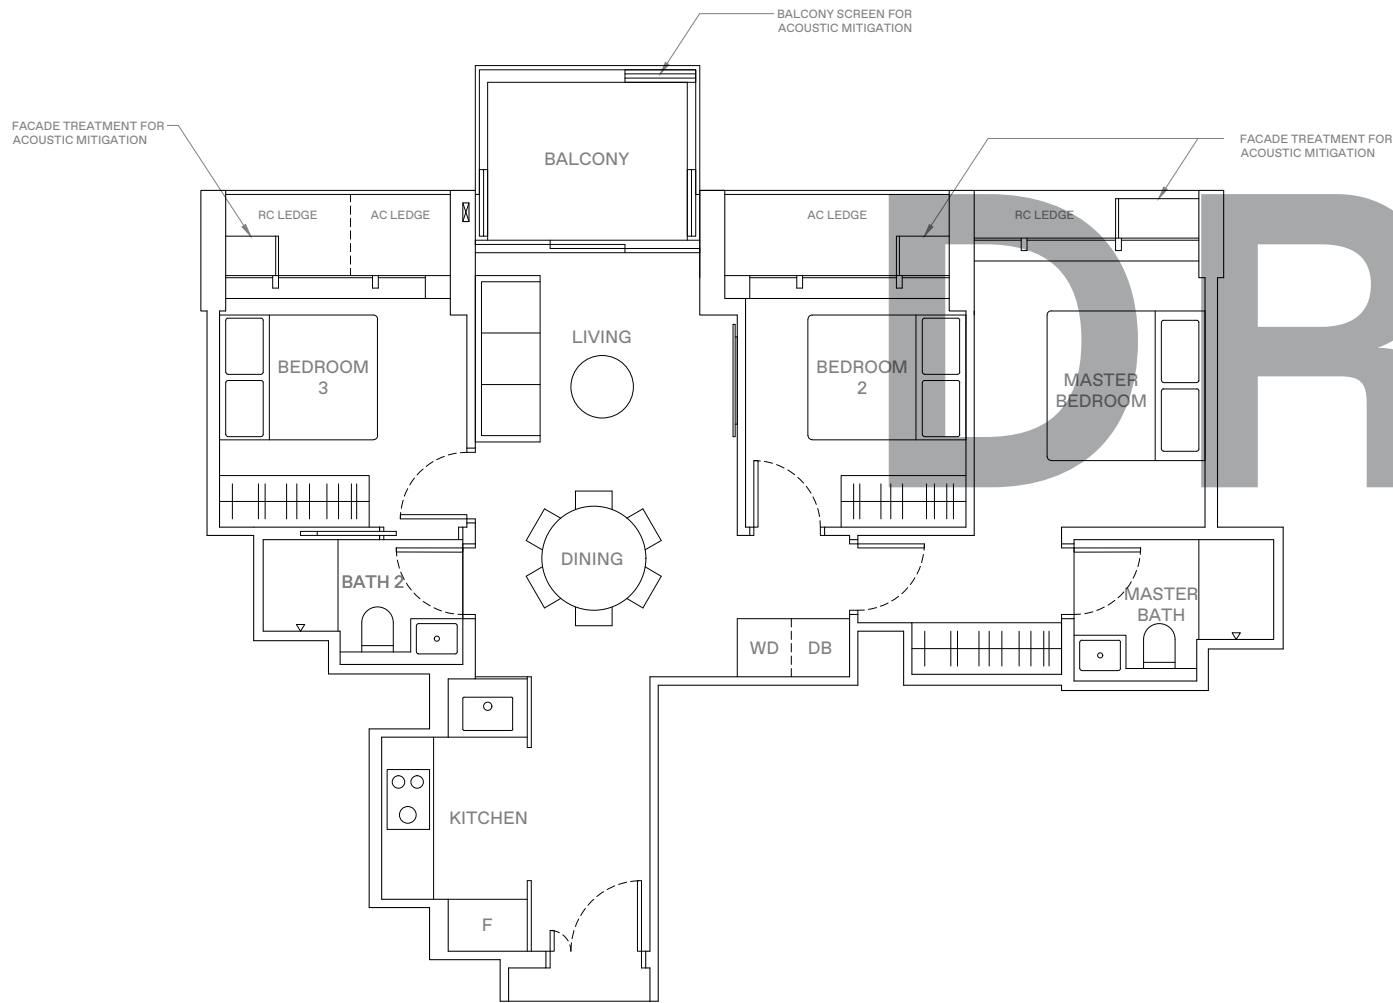 BALCONY SCREEN FOR
ACOUSTIC MITIGATION
FACADE TREATMENT FOR
ACOUSTIC MITIGATION
FACADE TREATMENT FOR
ACOUSTIC MITIGATION
BALCONY
RC LEDGE
AC LEDGE
AC LEDGE
RC LEDGE
DR
LIVING
BEDROOM
3
BEDROOM
2
MASTER
BEDROOM
DINING
BATH 2
MASTER
BATH
WD
DB
KITCHEN
F